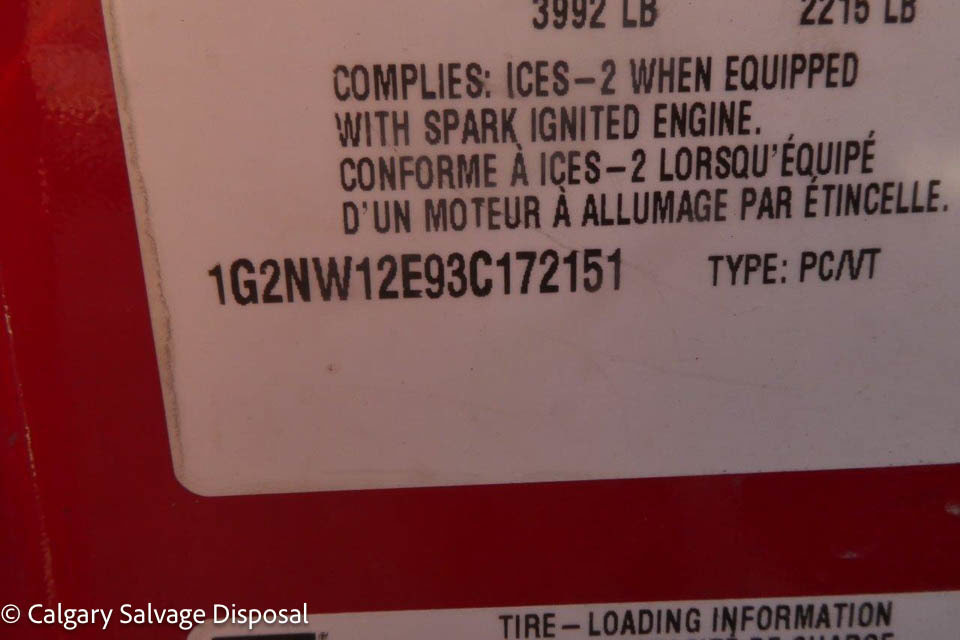 3992 LB 2215 LB
COMPLIES: ICES-2 WHEN EQUIPPED
WITH SPARK IGNITED ENGINE.
CONFORME À ICES-2 LORSQU'ÉQUIPÉ
D'UN MOTEUR À ALLUMAGE PAR ÉTINCELLE.
1G2NW12E93C172151 TYPE: PC/VT
TIRE-LOADING INFORMATION
© Calgary Salvage Disposal